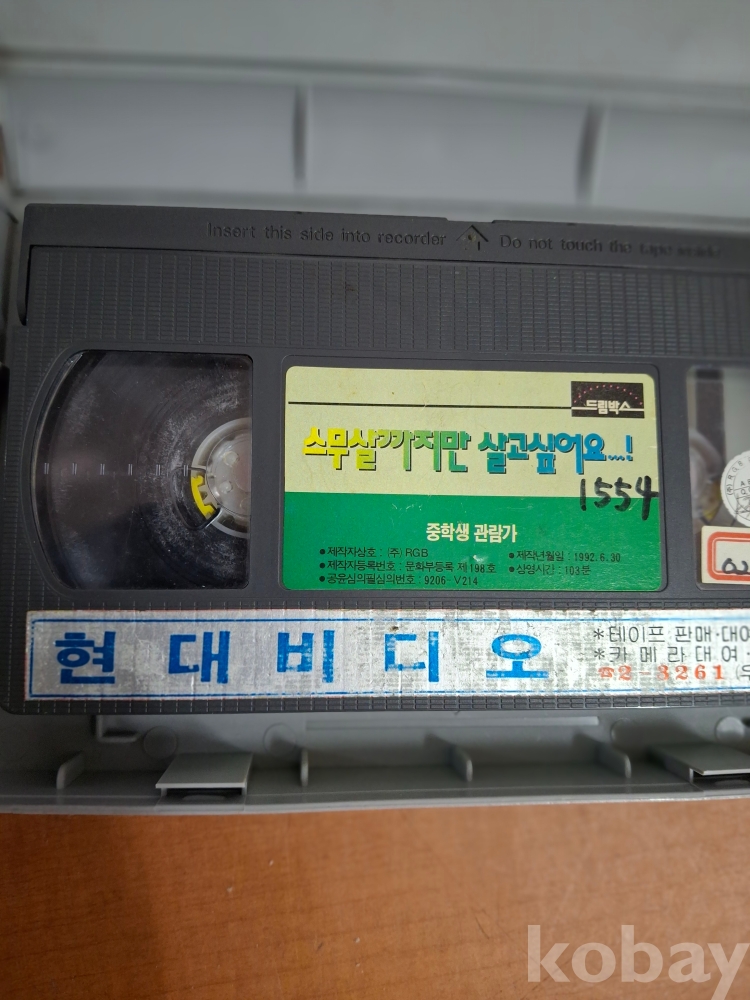 Insert this side into recorder Do not touch the tape inside
드림박스
스무살까지만 살고싶어요...!
1554
중학생 관람가
● 제작자상호 : (주) RGB ● 제작년월일 : 1992. 6. 30
● 제작자등록번호 : 문화부등록 제198호 ● 상영시간 : 103분
● 공윤심의필심의번호 : 9206 - V214
02
현대비디오
*테이프 판매·대여
*카메라대여·
☎2-3261 (우
kobay